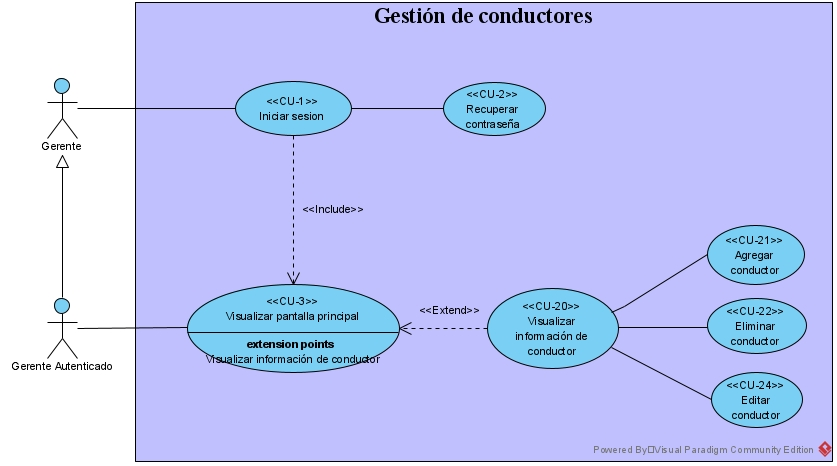 Gestión de conductores
Gerente
<<CU-1>>
Iniciar sesion
<<CU-2>>
Recuperar
contraseña
<<Include>>
<<CU-3>>
Visualizar pantalla principal
extension points
Visualizar información de conductor
Gerente Autenticado
<<Extend>>
<<CU-20>>
Visualizar
información de
conductor
<<CU-21>>
Agregar
conductor
<<CU-22>>
Eliminar
conductor
<<CU-24>>
Editar
conductor
Powered By Visual Paradigm Community Edition